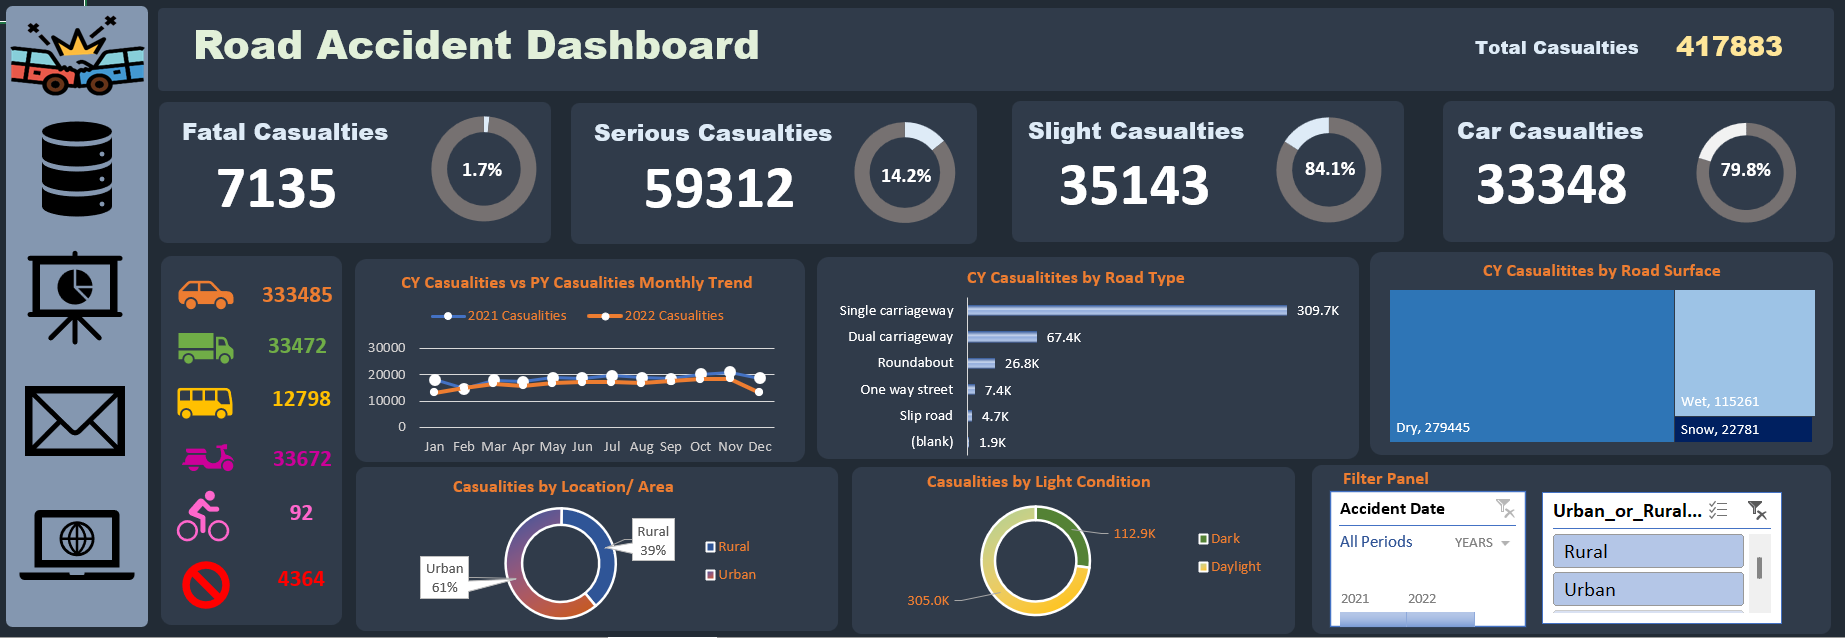 Road Accident Dashboard
Total Casualties 417883
Fatal Casualties
7135
1.7%
Serious Casualties
59312
14.2%
Slight Casualties
35143
84.1%
Car Casualties
33348
79.8%
333485
33472
12798
33672
92
4364
CY Casualities vs PY Casualities Monthly Trend
2021 Casualities 2022 Casualities
30000
20000
10000
0
Jan Feb Mar Apr May Jun Jul Aug Sep Oct Nov Dec
CY Casualitites by Road Type
Single carriageway 309.7K
Dual carriageway 67.4K
Roundabout 26.8K
One way street 7.4K
Slip road 4.7K
(blank) 1.9K
CY Casualitites by Road Surface
Dry, 279445
Wet, 115261
Snow, 22781
Casualities by Location/ Area
Rural
39%
Urban
61%
Rural
Urban
Casualities by Light Condition
112.9K
305.0K
Dark
Daylight
Filter Panel
Accident Date
All Periods YEARS
2021 2022
Urban_or_Rural...
Rural
Urban